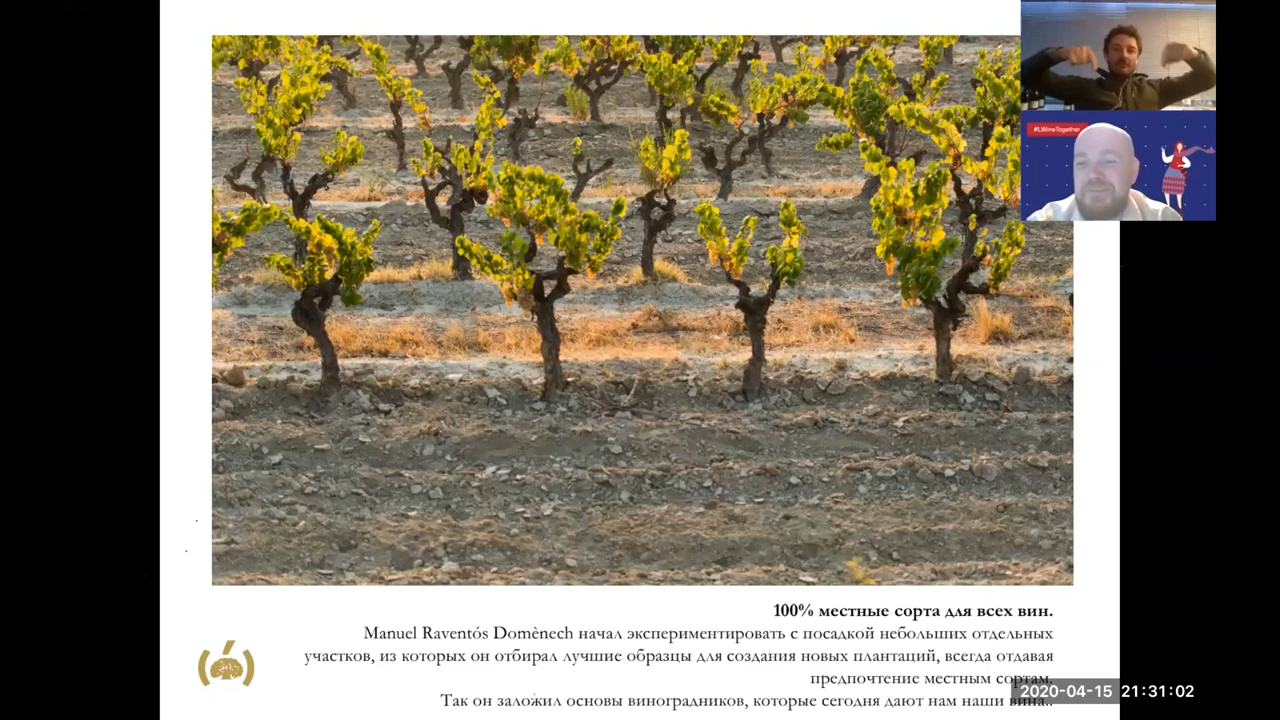 #LWineTogether
100% местные сорта для всех вин.
Manuel Raventós Domènech начал экспериментировать с посадкой небольших отдельных
участков, из которых он отбирал лучшие образцы для создания новых плантаций, всегда отдавая
предпочтение местным сортам.
Так он заложил основы виноградников, которые сегодня дают нам наши вина..
2020-04-15 21:31:02